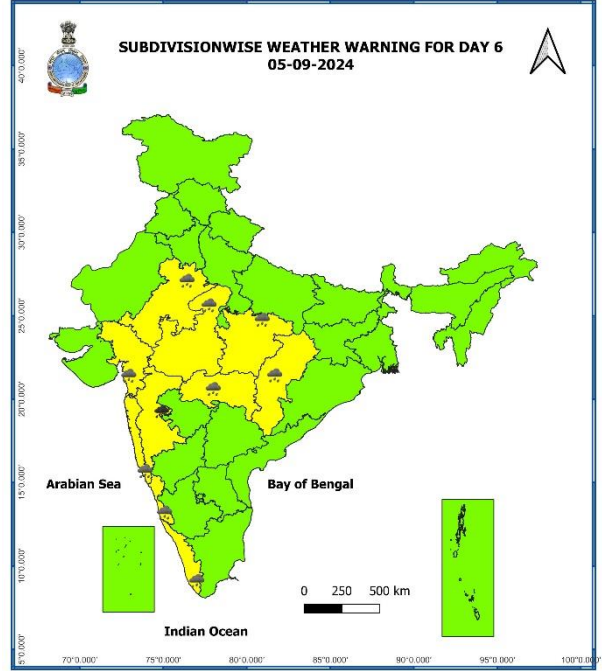 SUBDIVISIONWISE WEATHER WARNING FOR DAY 6
05-09-2024
40°0.000'
35°0.000'
30°0.000'
25°0.000'
20°0.000'
15°0.000'
10°0.000'
5°0.000'
Arabian Sea
Bay of Bengal
0 250 500 km
Indian Ocean
70°0.000' 75°0.000' 80°0.000' 85°0.000' 90°0.000' 95°0.000' 100°0.000'